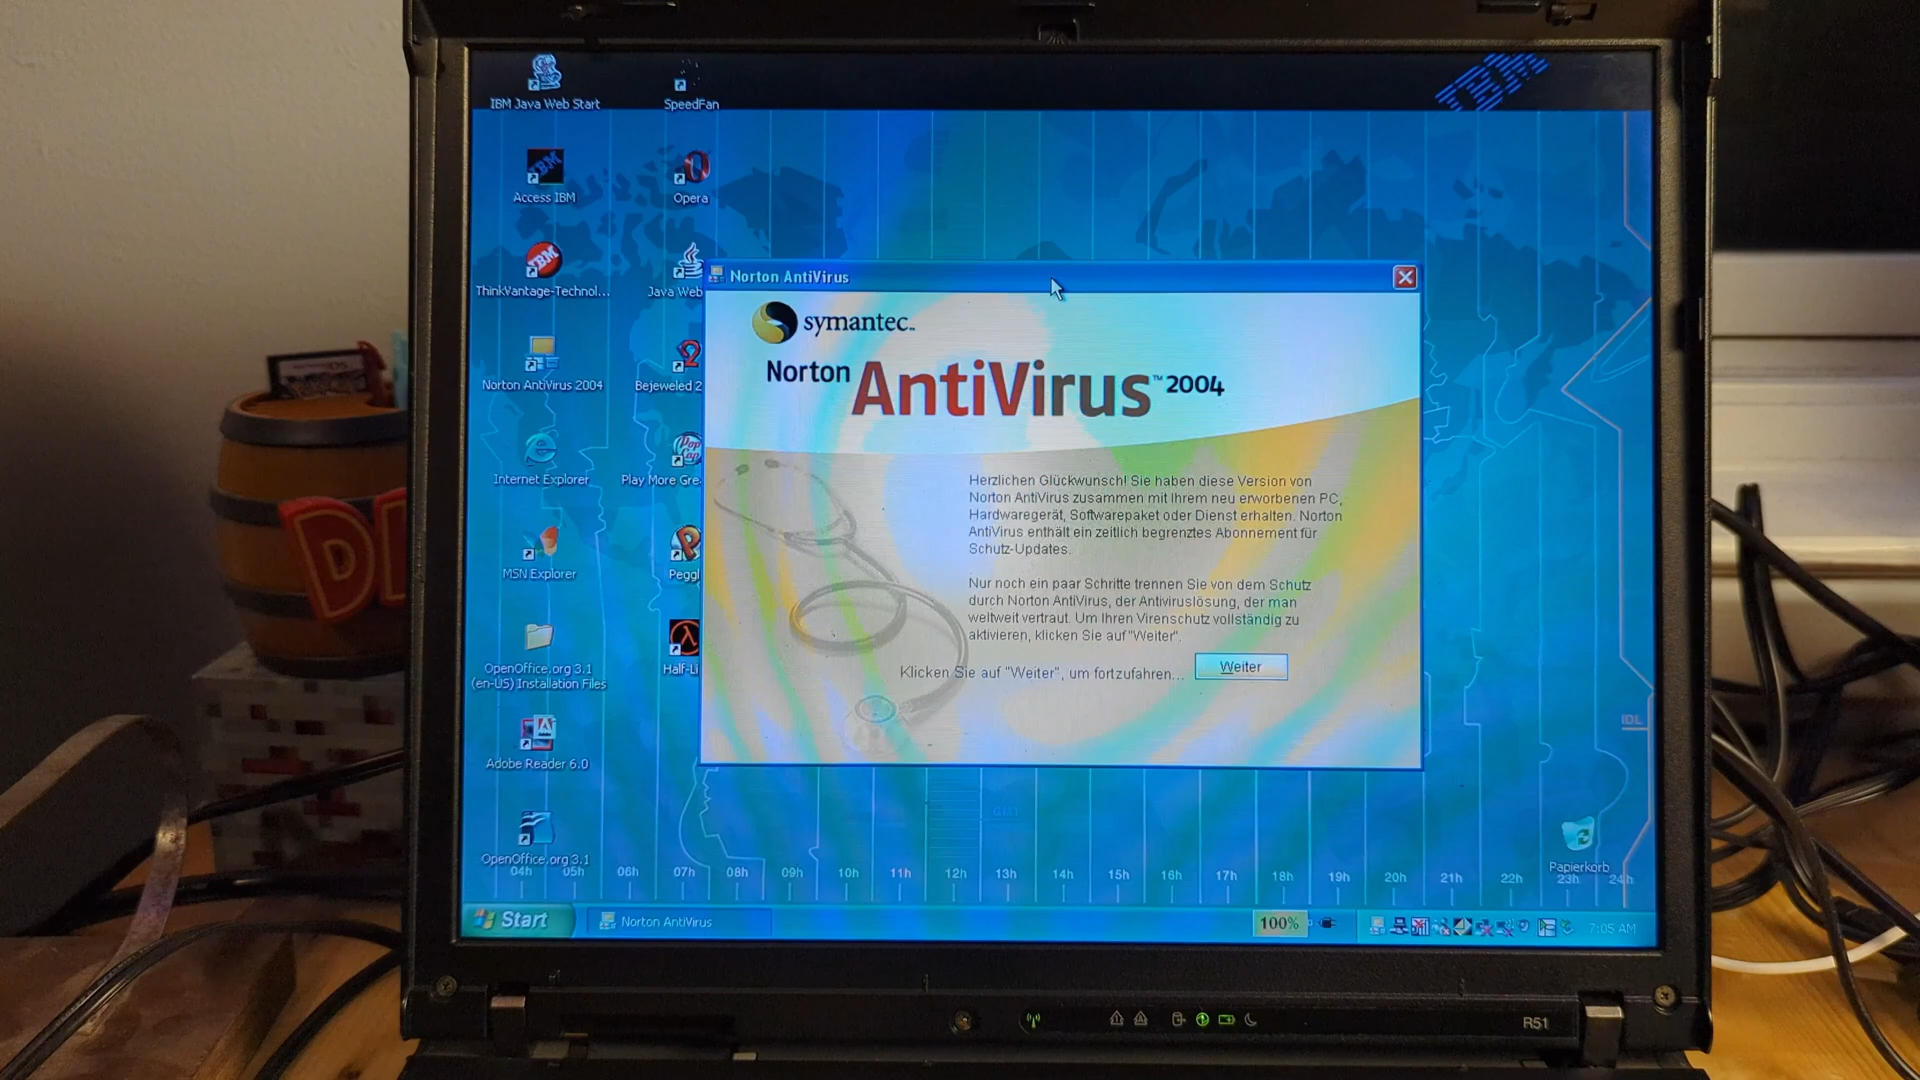 IBM
IBM Java Web Start
SpeedFan
Access IBM
Opera
ThinkVantage-Technol...
Java Web
Norton AntiVirus 2004
Bejeweled 2
Internet Explorer
Play More Gre
MSN Explorer
Peggl
OpenOffice.org 3.1
(en-US) Installation Files
Half-Li
Adobe Reader 6.0
OpenOffice.org 3.1
Norton AntiVirus
symantec.
Norton AntiVirus™ 2004
Herzlichen Glückwunsch! Sie haben diese Version von
Norton AntiVirus zusammen mit Ihrem neu erworbenen PC,
Hardwaregerät, Softwarepaket oder Dienst erhalten. Norton
AntiVirus enthält ein zeitlich begrenztes Abonnement für
Schutz-Updates.
Nur noch ein paar Schritte trennen Sie von dem Schutz
durch Norton AntiVirus, der Antiviruslösung, der man
weltweit vertraut. Um Ihren Virenschutz vollständig zu
aktivieren, klicken Sie auf "Weiter".
Klicken Sie auf "Weiter", um fortzufahren...
Weiter
IDL
GMT
Papierkorb
04h 05h 06h 07h 08h 09h 10h 11h 12h 13h 14h 15h 16h 17h 18h 19h 20h 21h 22h 23h 24h
Start
Norton AntiVirus
100%
7:05 AM
R51